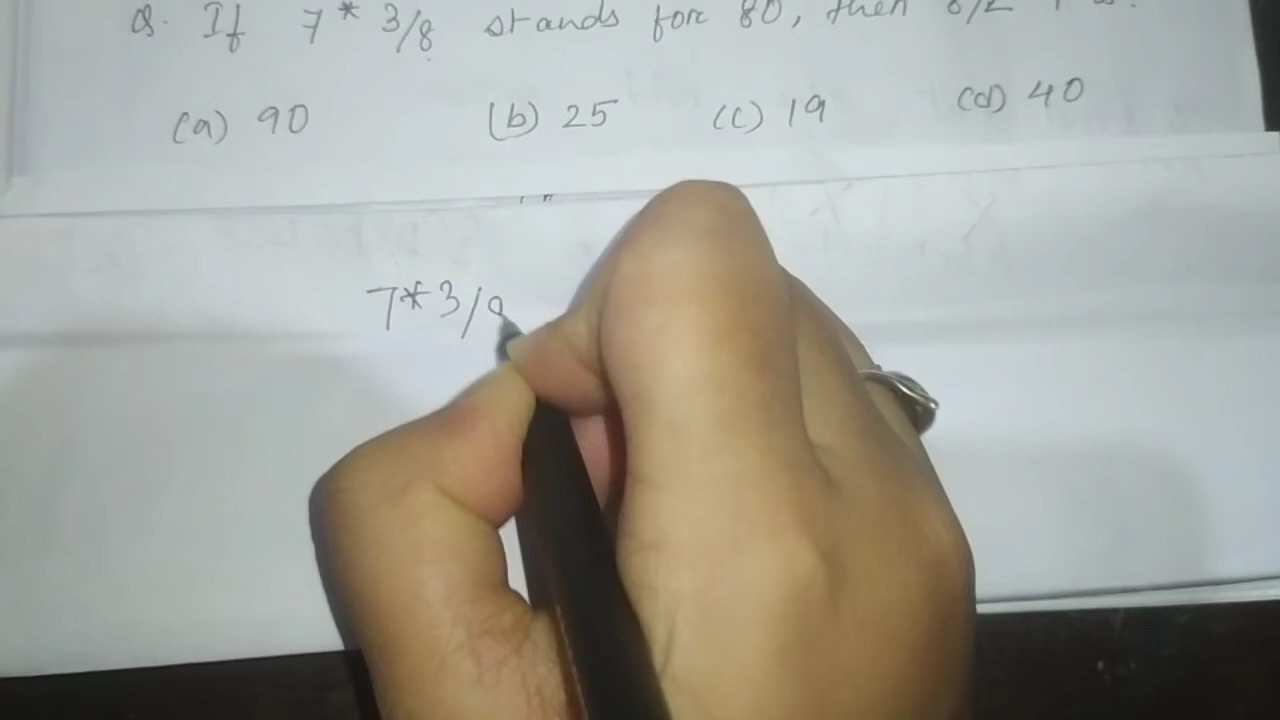 Q. If 7 * 3/8 stands for 80, then
(a) 90 (b) 25 (c) 19 (d) 40
7*3/